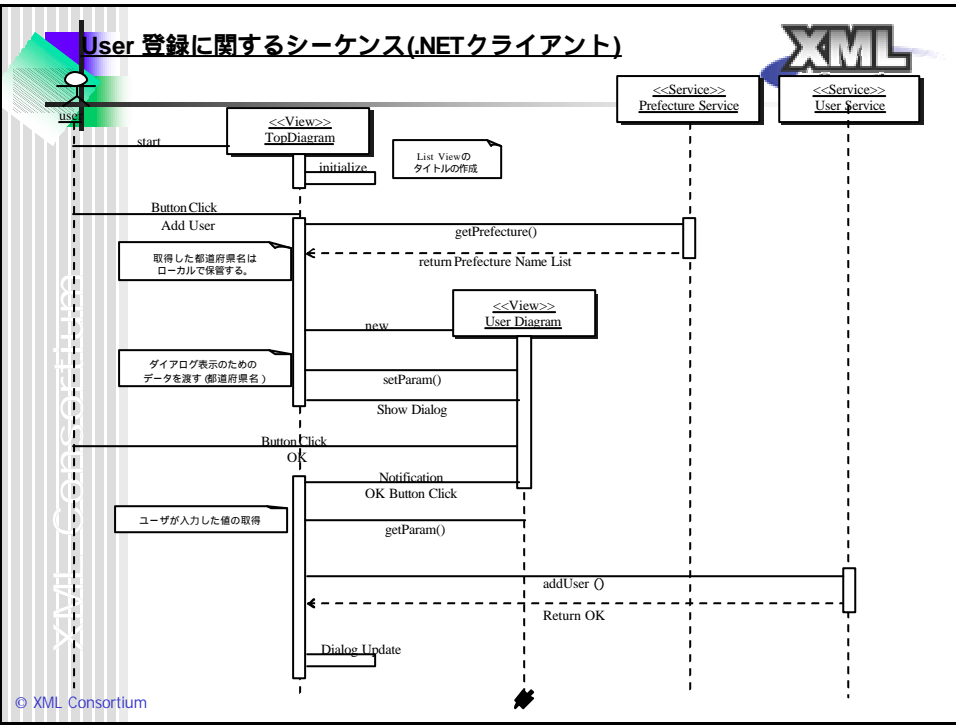 User 登録に関するシーケンス(.NETクライアント)
XML
<<Service>>
Prefecture Service
<<Service>>
User Service
user
<<View>>
TopDiagram
start
initialize
List Viewの
タイトルの作成
Button Click
Add User
getPrefecture()
取得した都道府県名は
ローカルで保管する。
return Prefecture Name List
<<View>>
User Diagram
new
ダイアログ表示のための
データを渡す(都道府県名)
setParam()
Show Dialog
Button Click
OK
Notification
OK Button Click
ユーザが入力した値の取得
getParam()
addUser ()
Return OK
Dialog Update
XML Consortium
© XML Consortium